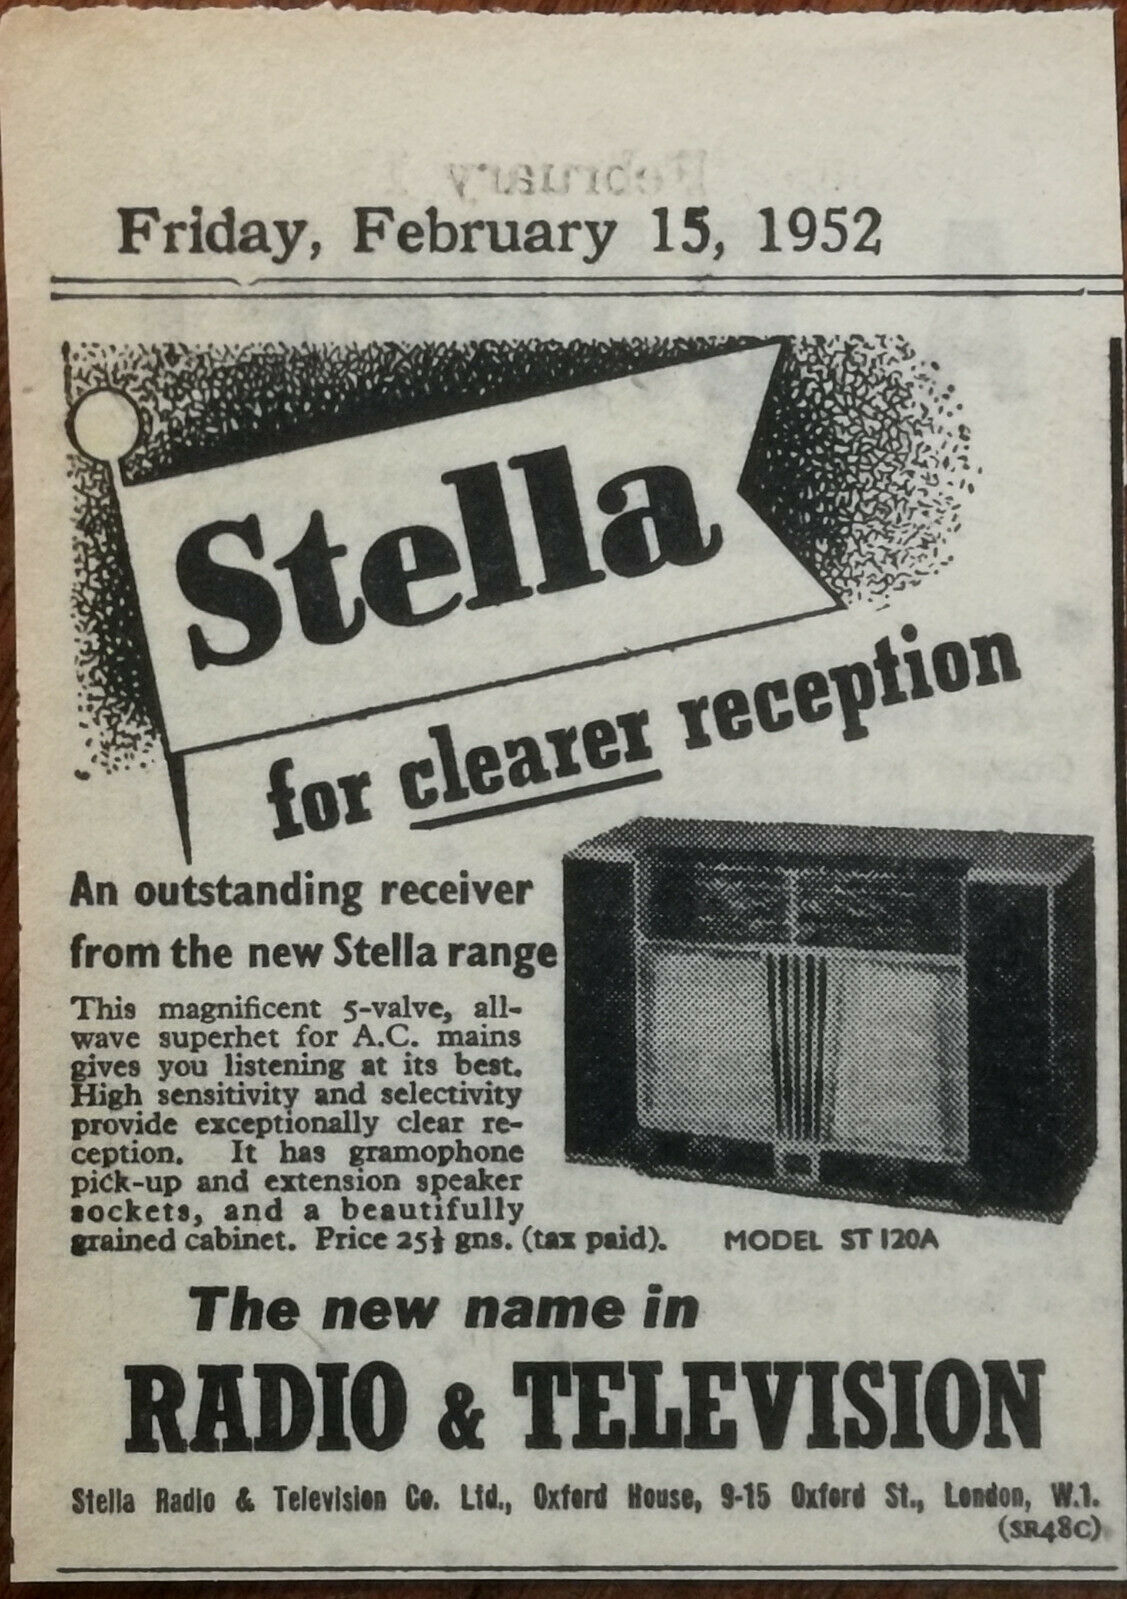 Friday, February 15, 1952
Stella
for clearer reception
An outstanding receiver
from the new Stella range
This magnificent 5-valve, all-
wave superhet for A.C. mains
gives you listening at its best.
High sensitivity and selectivity
provide exceptionally clear re-
ception. It has gramophone
pick-up and extension speaker
sockets, and a beautifully
grained cabinet. Price 25½ gns. (tax paid).
MODEL ST 120A
The new name in
RADIO & TELEVISION
Stella Radio & Television Co. Ltd., Oxford House, 9-15 Oxford St., London, W.1.
(SR48C)